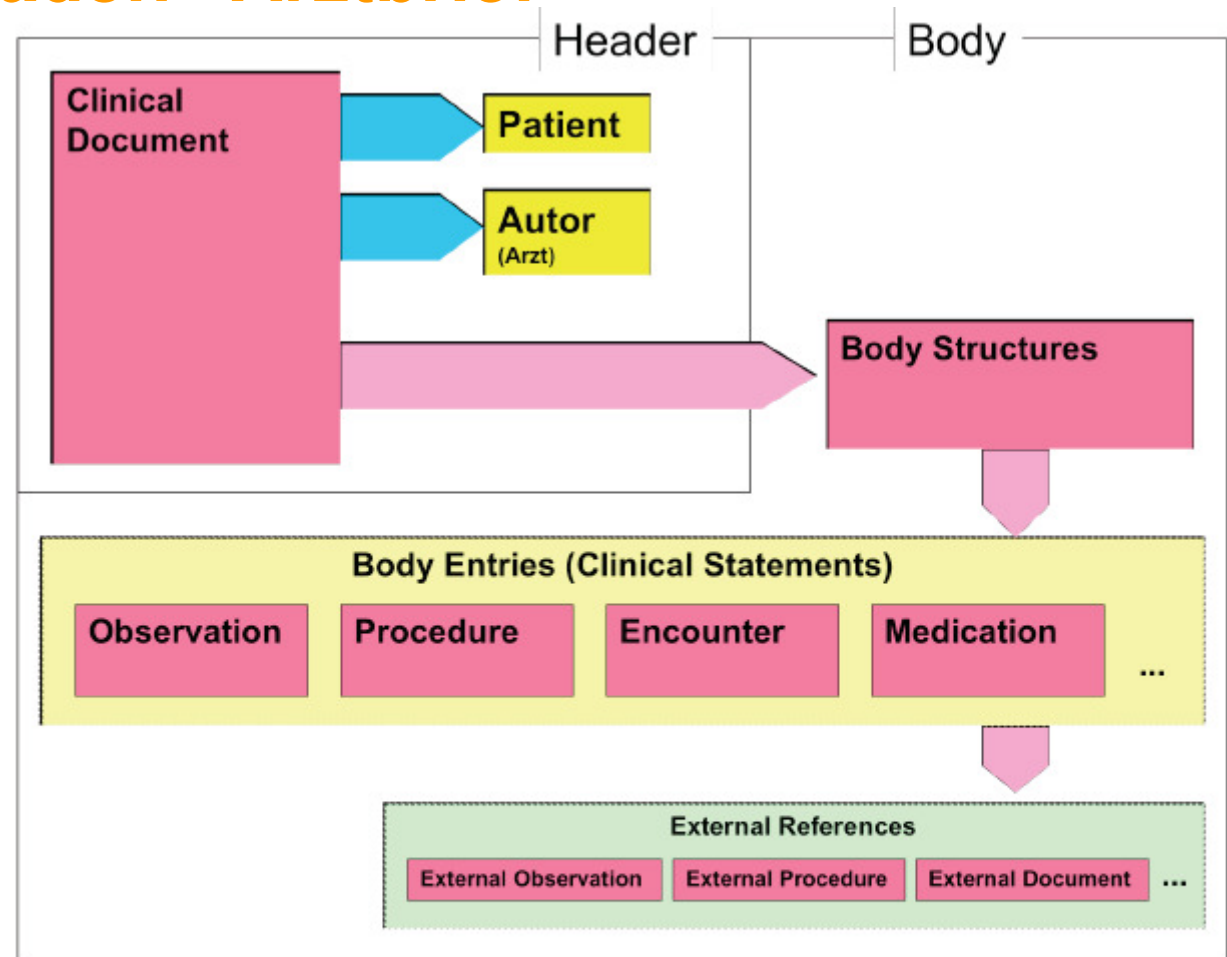 Header
Body
Clinical
Document
Patient
Autor
(Arzt)
Body Structures
Body Entries (Clinical Statements)
Observation
Procedure
Encounter
Medication
...
External References
External Observation
External Procedure
External Document
...